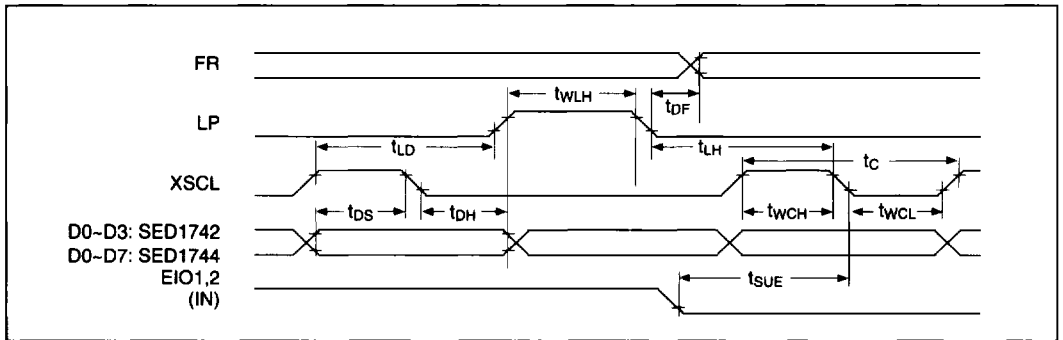 FR
tWLH
tDF
LP
tLD
tLH
tC
XSCL
tDS
tDH
tWCH
tWCL
D0~D3: SED1742
D0~D7: SED1744
EIO1,2
(IN)
tSUE